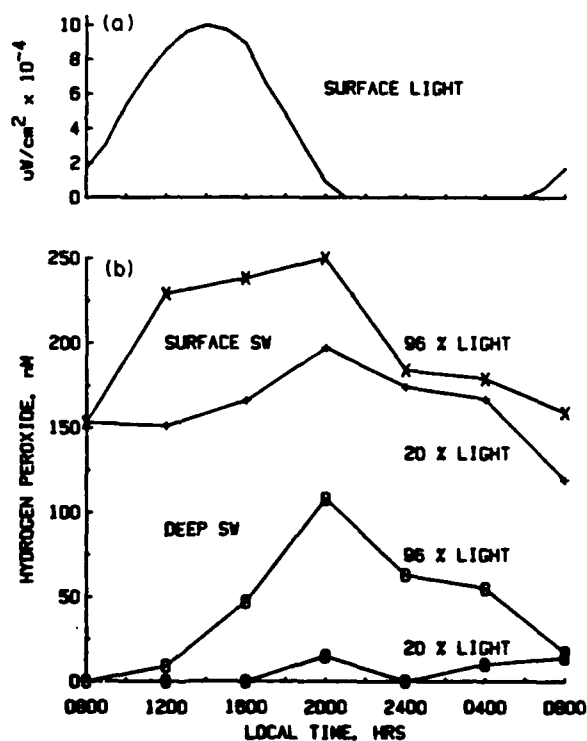 (a)
10
8
6
4
2
0
uW/cm² x 10⁻⁴
SURFACE LIGHT
(b)
250
200
150
100
50
0
HYDROGEN PEROXIDE, nM
SURFACE SW
96 % LIGHT
20 % LIGHT
DEEP SW
96 % LIGHT
20 % LIGHT
0800 1200 1600 2000 2400 0400 0800
LOCAL TIME, HRS